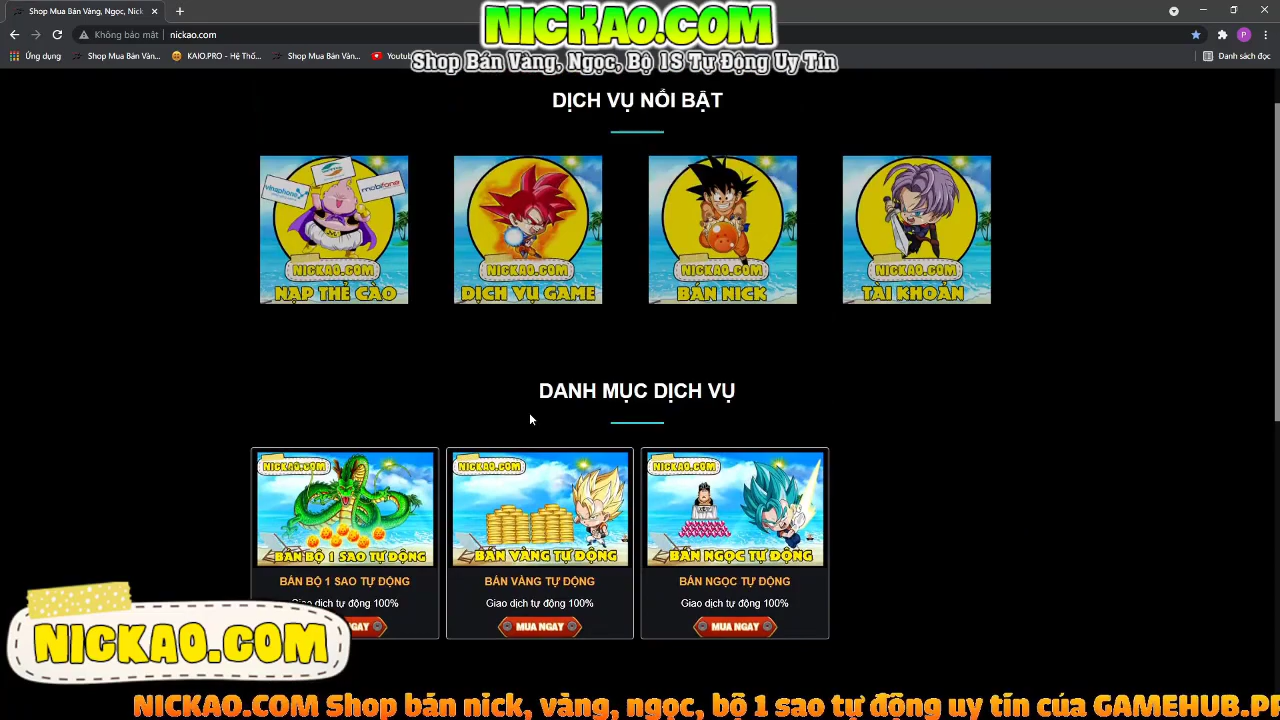 Shop Mua Bán Vàng, Ngọc, Nick
NICKAO.COM
Không bảo mật
nickao.com
P
Ứng dụng
Shop Mua Bán Vàn...
KAIO.PRO - Hệ Thố...
Shop Mua Bán Vàn...
Danh sách đọc
Shop Bán Vàng, Ngọc, Bộ 1S Tự Động Uy Tín
DỊCH VỤ NỔI BẬT
vinaphone
mobifone
NICKAO.COM
NẠP THẺ CÀO
NICKAO.COM
DỊCH VỤ GAME
NICKAO.COM
BÁN NICK
NICKAO.COM
TÀI KHOẢN
DANH MỤC DỊCH VỤ
NICKAO.COM
BÁN BỘ 1 SAO TỰ ĐỘNG
NICKAO.COM
BÁN VÀNG TỰ ĐỘNG
NICKAO.COM
BÁN NGỌC TỰ ĐỘNG
BÁN BỘ 1 SAO TỰ ĐỘNG
BÁN VÀNG TỰ ĐỘNG
BÁN NGỌC TỰ ĐỘNG
Giao dịch tự động 100%
Giao dịch tự động 100%
Giao dịch tự động 100%
MUA NGAY
MUA NGAY
NICKAO.COM
NICKAO.COM Shop bán nick, vàng, ngọc, bộ 1 sao tự động uy tín của GAMEHUB.P